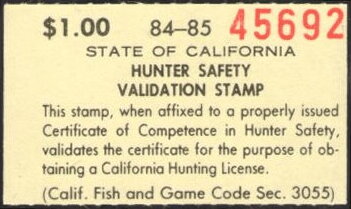 $1.00 84–85 45692
STATE OF CALIFORNIA
HUNTER SAFETY
VALIDATION STAMP
This stamp, when affixed to a properly issued
Certificate of Competence in Hunter Safety,
validates the certificate for the purpose of ob-
taining a California Hunting License.
(Calif. Fish and Game Code Sec. 3055)